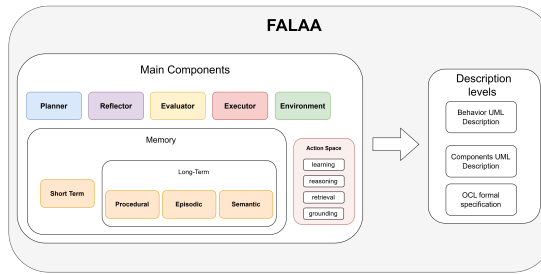 FALAA
Main Components
Planner
Reflector
Evaluator
Executor
Environment
Memory
Long-Term
Short Term
Procedural
Episodic
Semantic
Action Space
learning
reasoning
retrieval
grounding
Description
levels
Behavior UML
Description
Components UML
Description
OCL formal
specification